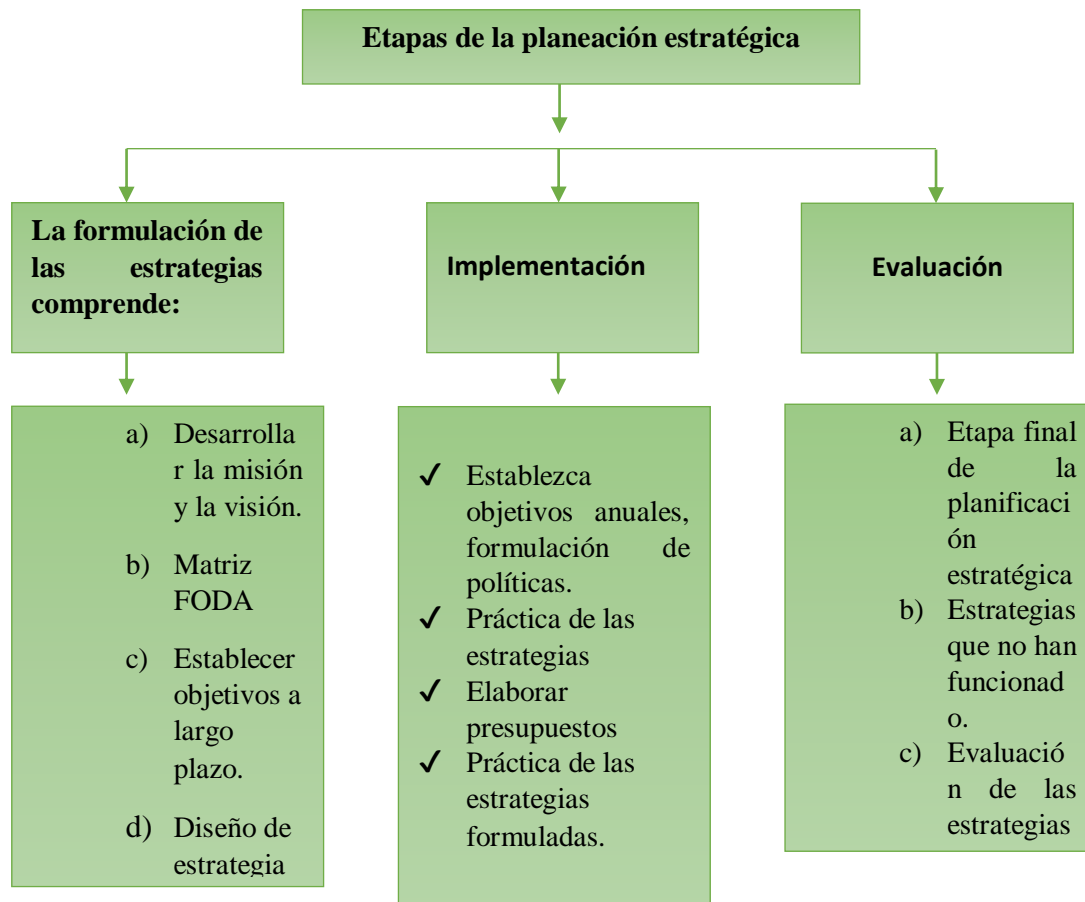 Etapas de la planeación estratégica
La formulación de
las estrategias
comprende:
Implementación
Evaluación
a) Desarrolla
r la misión
y la visión.
b) Matriz
FODA
c) Establecer
objetivos a
largo
plazo.
d) Diseño de
estrategia
✓ Establezca
objetivos anuales,
formulación de
políticas.
✓ Práctica de las
estrategias
✓ Elaborar
presupuestos
✓ Práctica de las
estrategias
formuladas.
a) Etapa final
de la
planificaci
ón
estratégica
b) Estrategias
que no han
funcionad
o.
c) Evaluació
n de las
estrategias